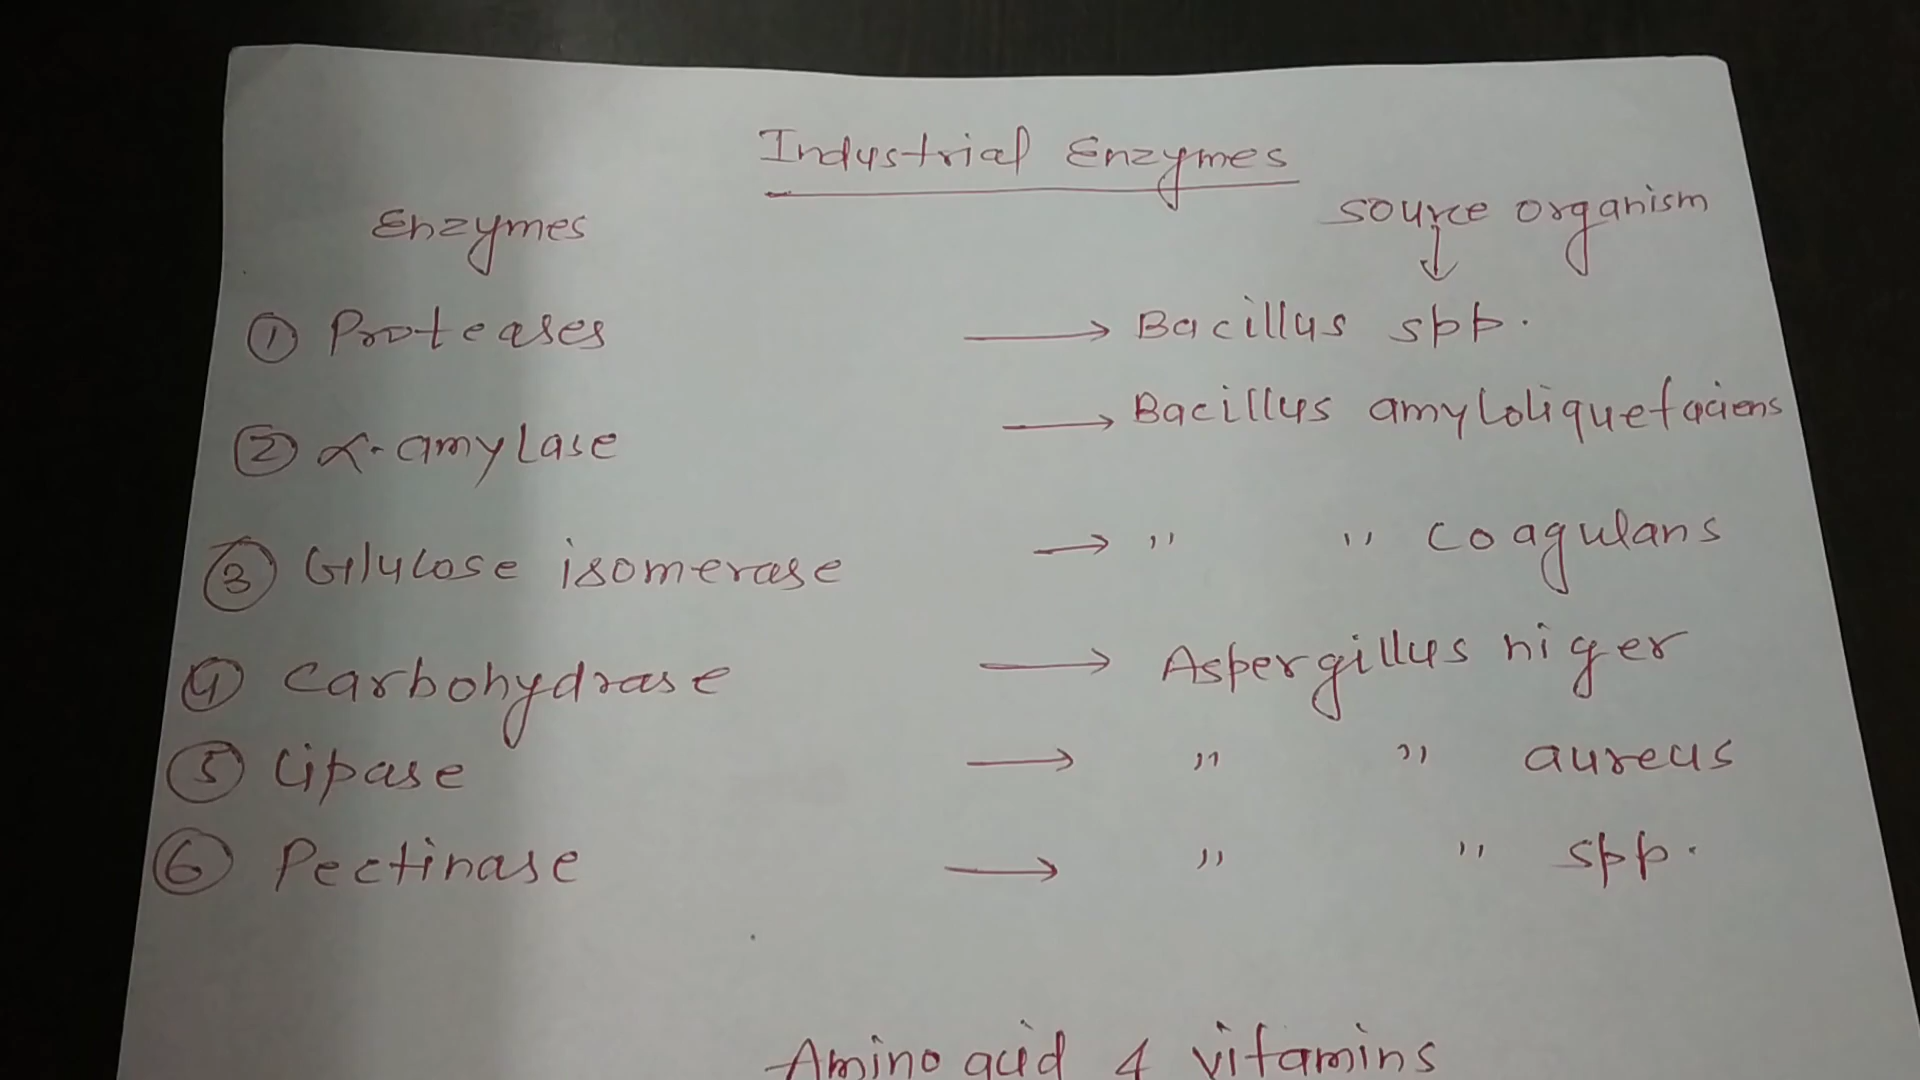 Industrial Enzymes
Enzymes source organism
↓
① Proteases → Bacillus spp.
② α-amylase → Bacillus amyloliquefaciens
③ Glucose isomerase → " " coagulans
④ Carbohydrase → Aspergillus niger
⑤ Lipase → " " aureus
⑥ Pectinase → " " spp.
Amino acid & vitamins